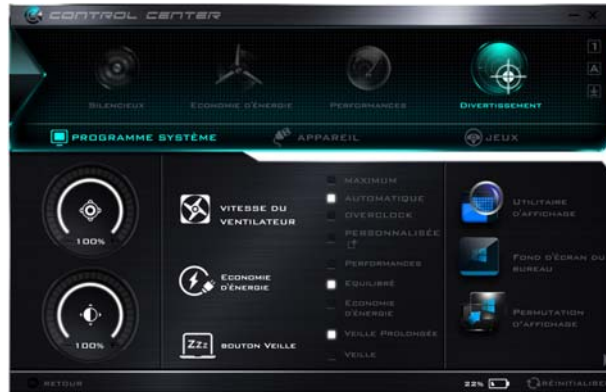 CONTROL CENTER
1
A
SILENCIEUX
ECONOMIE D'ÉNERGIE
PERFORMANCES
DIVERTISSEMENT
PROGRAMME SYSTÈME
APPAREIL
JEUX
100%
VITESSE DU
VENTILATEUR
MAXIMUM
AUTOMATIQUE
OVERCLOCK
PERSONNALISÉE
UTILITAIRE
D'AFFICHAGE
100%
ECONOMIE
D'ÉNERGIE
PERFORMANCES
EQUILIBRÉ
ECONOMIE
D'ÉNERGIE
FOND D'ÉCRAN DU
BUREAU
ZZZ
BOUTON VEILLE
VEILLE PROLONGÉE
VEILLE
PERMUTATION
D'AFFICHAGE
RETOUR
22%
RÉINITIALISE